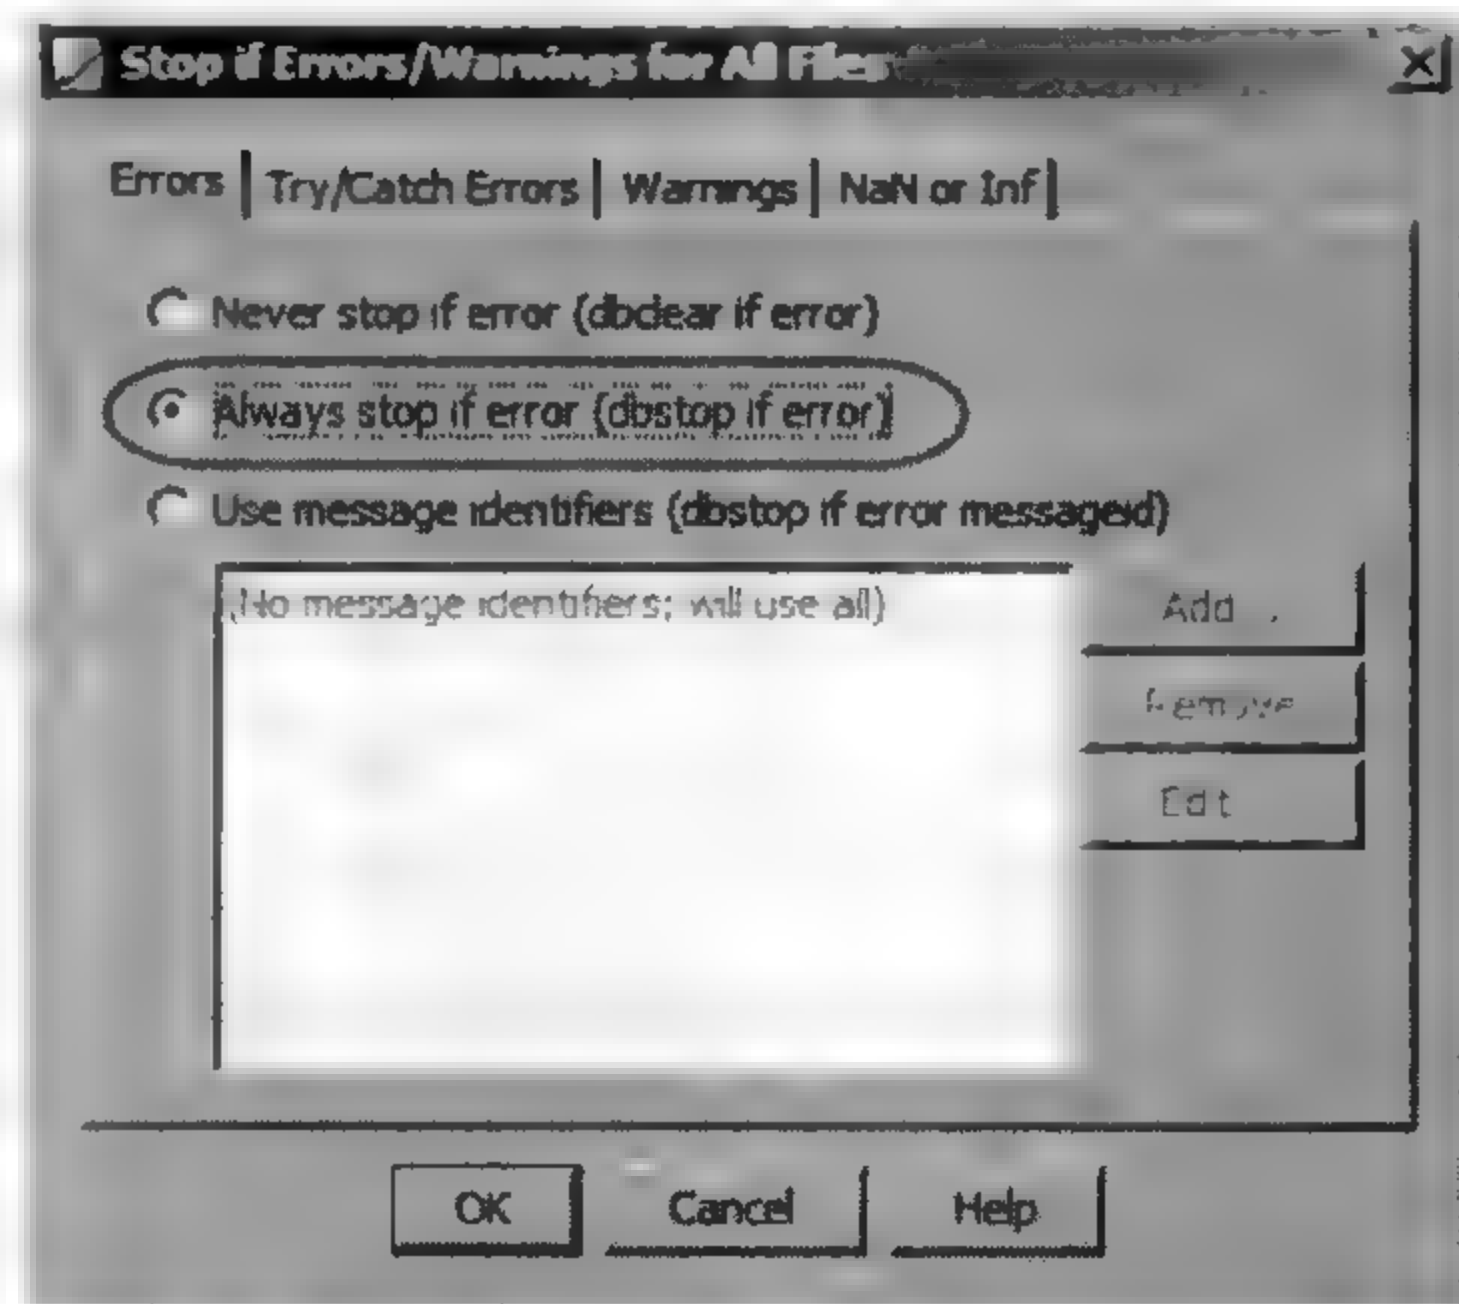 Stop if Errors/Warnings for All Files
Errors Try/Catch Errors Warnings NaN or Inf
Never stop if error (dbclear if error)
Always stop if error (dbstop if error)
Use message identifiers (dbstop if error messageid)
(No message identifiers; will use all)
Add...
Remove
Edit
OK Cancel Help